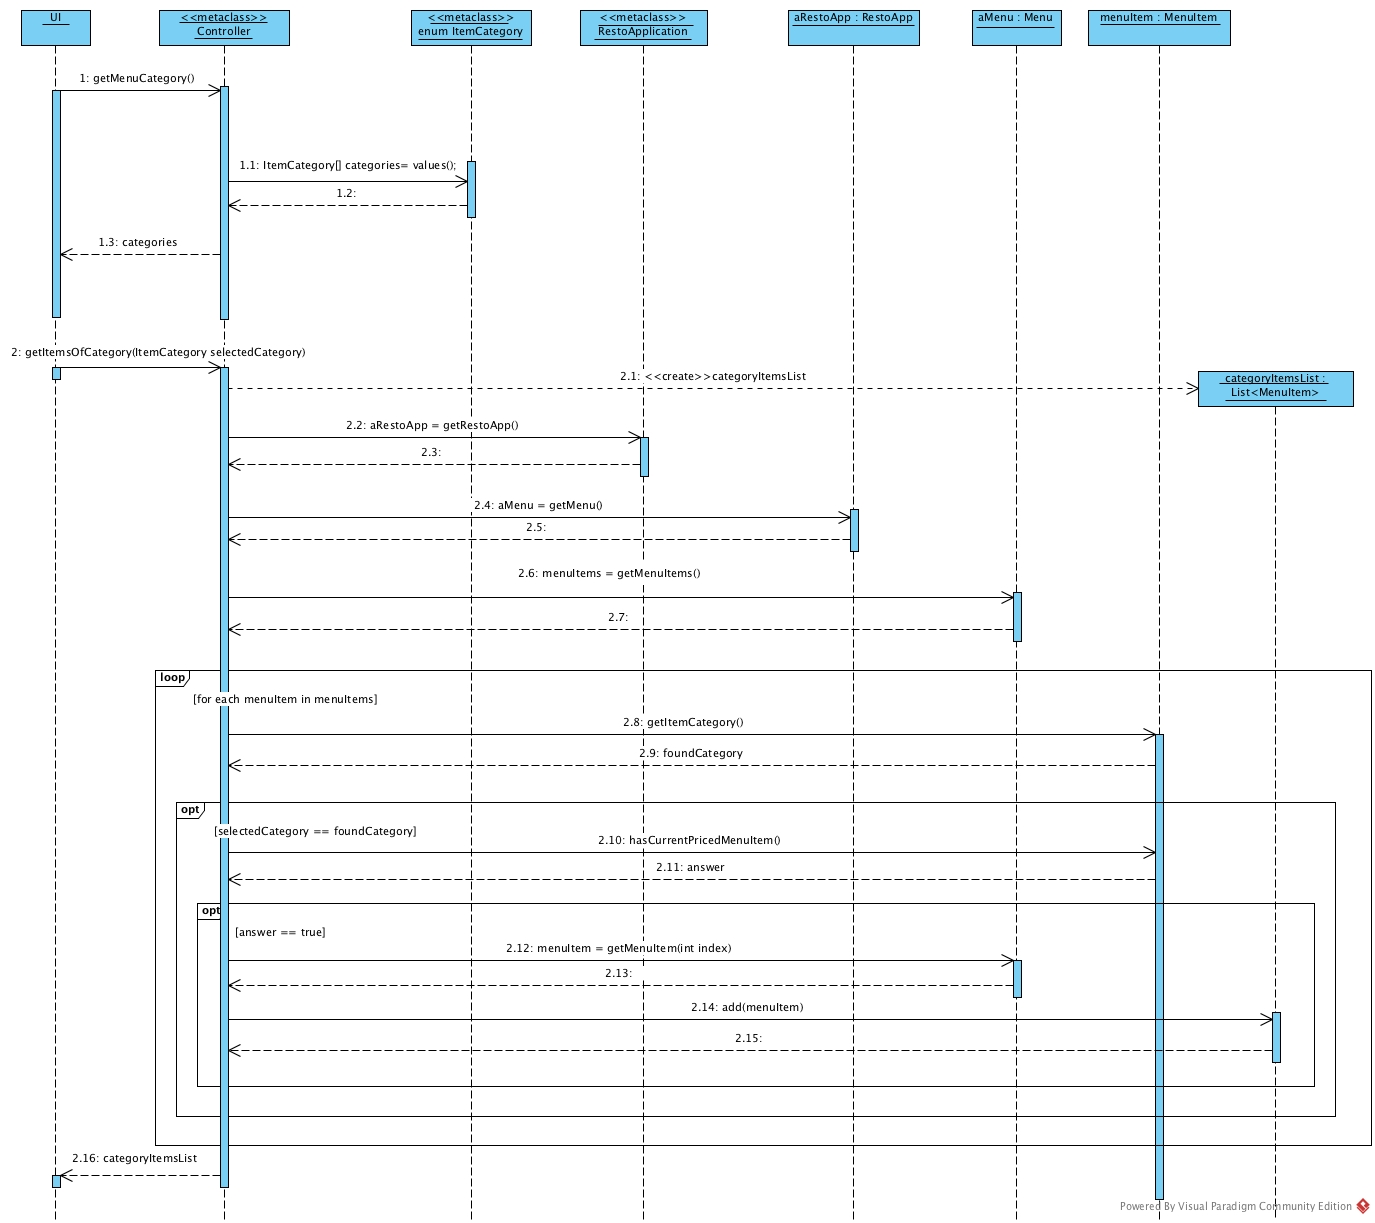 UI
<<metaclass>>
Controller
<<metaclass>>
enum ItemCategory
<<metaclass>>
RestoApplication
aRestoApp : RestoApp
aMenu : Menu
menuItem : MenuItem
1: getMenuCategory()
1.1: ItemCategory[] categories= values();
1.2:
1.3: categories
2: getItemsOfCategory(ItemCategory selectedCategory)
2.1: <<create>>categoryItemsList
categoryItemsList :
List<MenuItem>
2.2: aRestoApp = getRestoApp()
2.3:
2.4: aMenu = getMenu()
2.5:
2.6: menuItems = getMenuItems()
2.7:
loop
[for each menuItem in menuItems]
2.8: getItemCategory()
2.9: foundCategory
opt
[selectedCategory == foundCategory]
2.10: hasCurrentPricedMenuItem()
2.11: answer
opt
[answer == true]
2.12: menuItem = getMenuItem(int index)
2.13:
2.14: add(menuItem)
2.15:
2.16: categoryItemsList
Powered By Visual Paradigm Community Edition